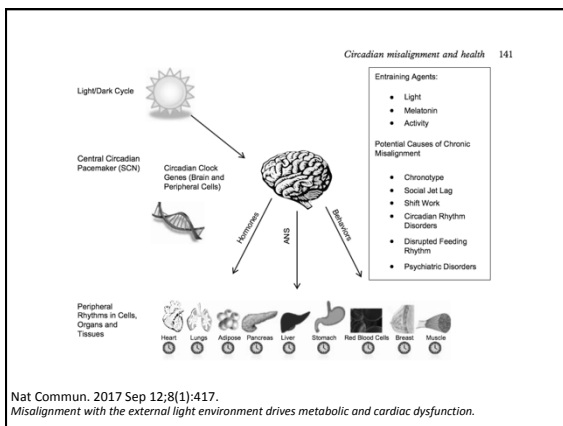 Circadian misalignment and health 141
Light/Dark Cycle
Central Circadian
Pacemaker (SCN)
Circadian Clock
Genes (Brain and
Peripheral Cells)
Hormones
ANS
Behaviors
Entraining Agents:
• Light
• Melatonin
• Activity
Potential Causes of Chronic
Misalignment
• Chronotype
• Social Jet Lag
• Shift Work
• Circadian Rhythm
Disorders
• Disrupted Feeding
Rhythm
• Psychiatric Disorders
Peripheral
Rhythms in Cells,
Organs and
Tissues
Heart Lungs Adipose Pancreas Liver Stomach Red Blood Cells Breast Muscle
Nat Commun. 2017 Sep 12;8(1):417.
Misalignment with the external light environment drives metabolic and cardiac dysfunction.